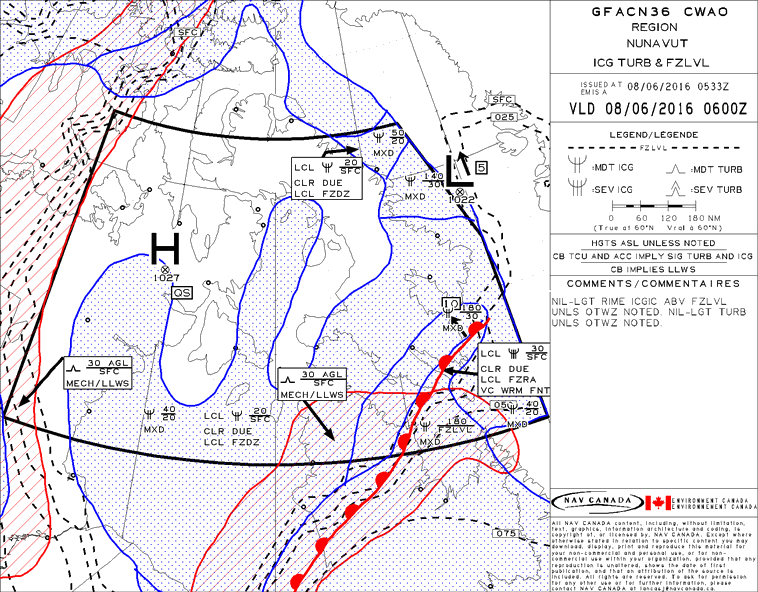 GFACN36 CWAO
REGION
NUNAVUT
ICG TURB & FZLVL
ISSUED AT 08/06/2016 0533Z
EMIS A
VLD 08/06/2016 0600Z
LEGEND/LEGENDE
FZLVL
:MDT ICG
:MDT TURB
:SEV ICG
:SEV TURB
0 60 120 180 NM
(True at 60°N Vrai à 60°N)
HGTS ASL UNLESS NOTED
CB TCU AND ACC IMPLY SIG TURB AND ICG
CB IMPLIES LLWS
COMMENTS/COMMENTAIRES
NIL-LGT RIME ICGIC ABV FZLVL
UNLS OTWZ NOTED. NIL-LGT TURB
UNLS OTWZ NOTED.
NAV CANADA
ENVIRONMENT CANADA
ENVIRONNEMENT CANADA
All NAV CANADA content, including, without limitation,
text, graphics, information architecture and coding, is
copyright of, or licensed by, NAV CANADA. Except where
otherwise stated in relation to specific content you may
download, display, print and reproduce this material for
your non-commercial and personal use, or for non-
commercial use within your organization, provided that any
reproduction is unaltered, shows the date of first
publication, and that an attribution of the source is
included. All rights are reserved. To ask for permission
for any other use or for further information, please
contact NAV CANADA at
SFC
SFC
025
50
20
MXD
LCL 20
SFC
CLR DUE
LCL FZDZ
140
30
MXD
L
5
1022
H
1027
QS
10
180
30
MXD
LCL 30
SFC
CLR DUE
LCL FZRA
VC WRM FNT
30 AGL
SFC
MECH/LLWS
30 AGL
SFC
MECH/LLWS
40
20
MXD
LCL 20
SFC
CLR DUE
LCL FZDZ
050
40
20
MXD
180
FZLVL
MXD
075